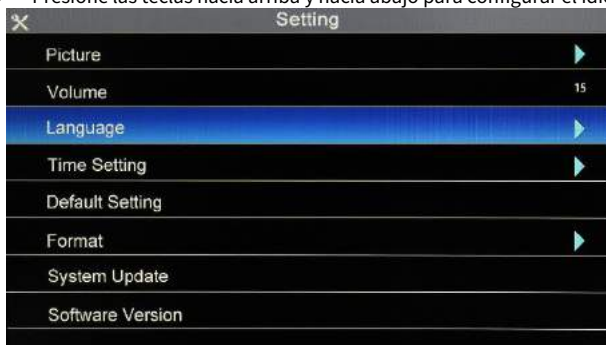 Presione las teclas hacia arriba y hacia abajo para configurar el
Setting
Picture
Volume 15
Language
Time Setting
Default Setting
Format
System Update
Software Version